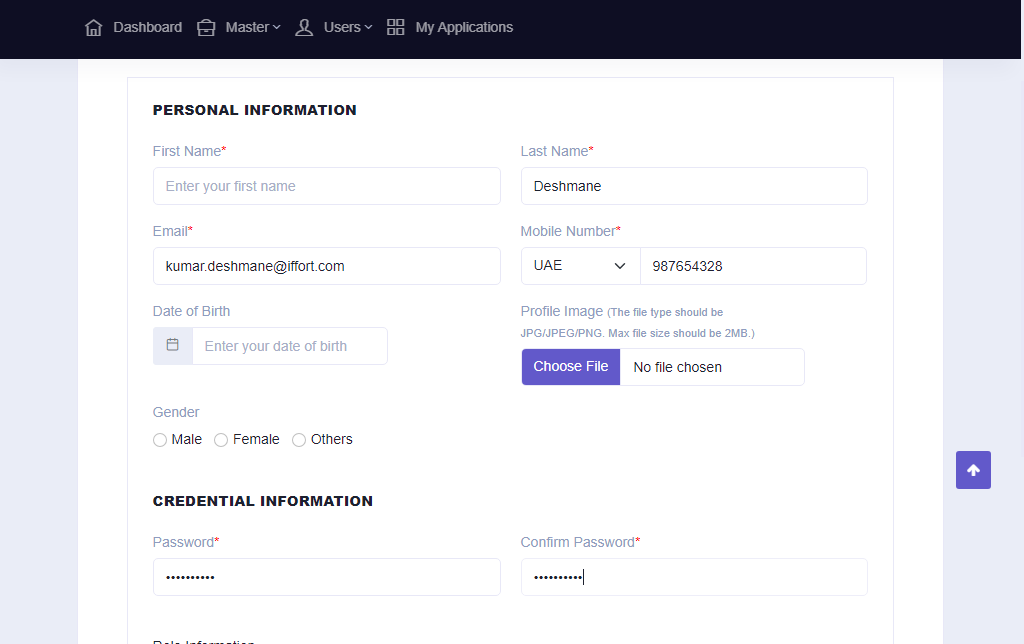 Dashboard Master Users My Applications
PERSONAL INFORMATION
First Name* Last Name*
Enter your first name Deshmane
Email* Mobile Number*
kumar.deshmane@iffort.com UAE 987654328
Date of Birth Profile Image (The file type should be
JPG/JPEG/PNG. Max file size should be 2MB.)
Enter your date of birth
Choose File No file chosen
Gender
Male Female Others
CREDENTIAL INFORMATION
Password* Confirm Password*
•••••••••• ••••••••••
Role Information